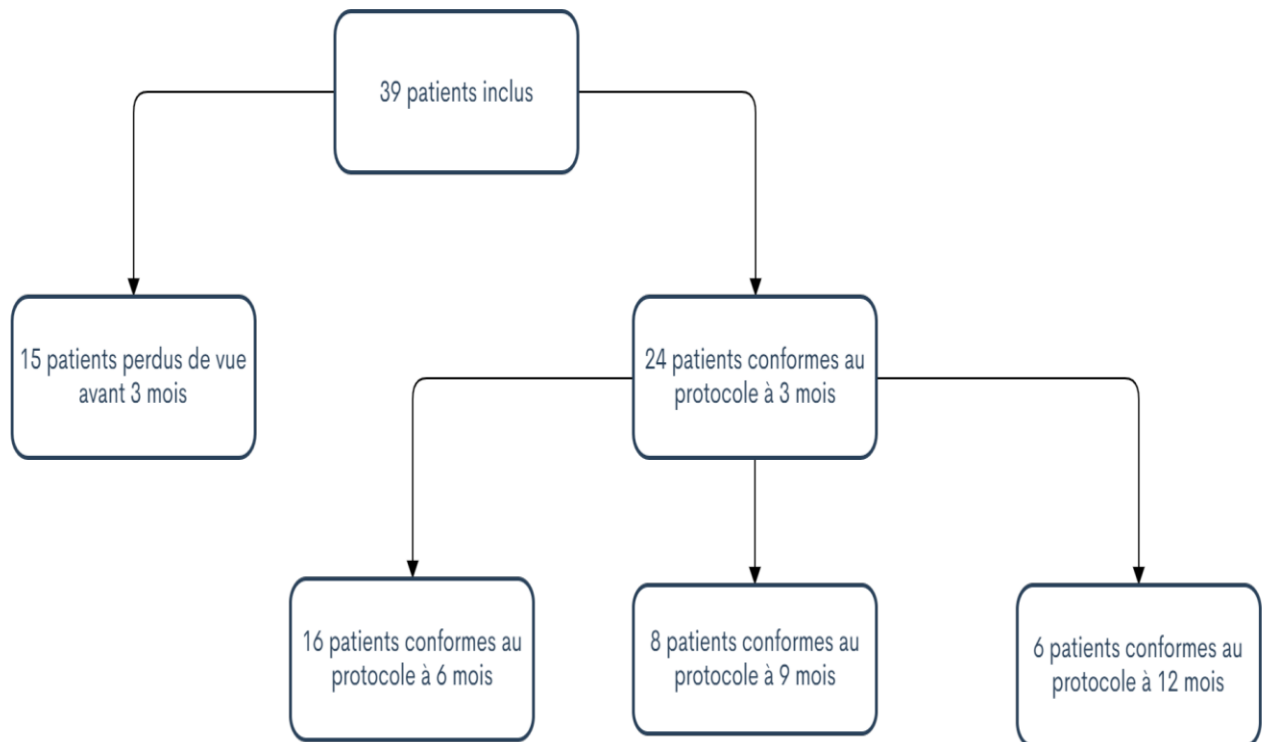 39 patients inclus
15 patients perdus de vue
avant 3 mois
24 patients conformes au
protocole à 3 mois
16 patients conformes au
protocole à 6 mois
8 patients conformes au
protocole à 9 mois
6 patients conformes au
protocole à 12 mois